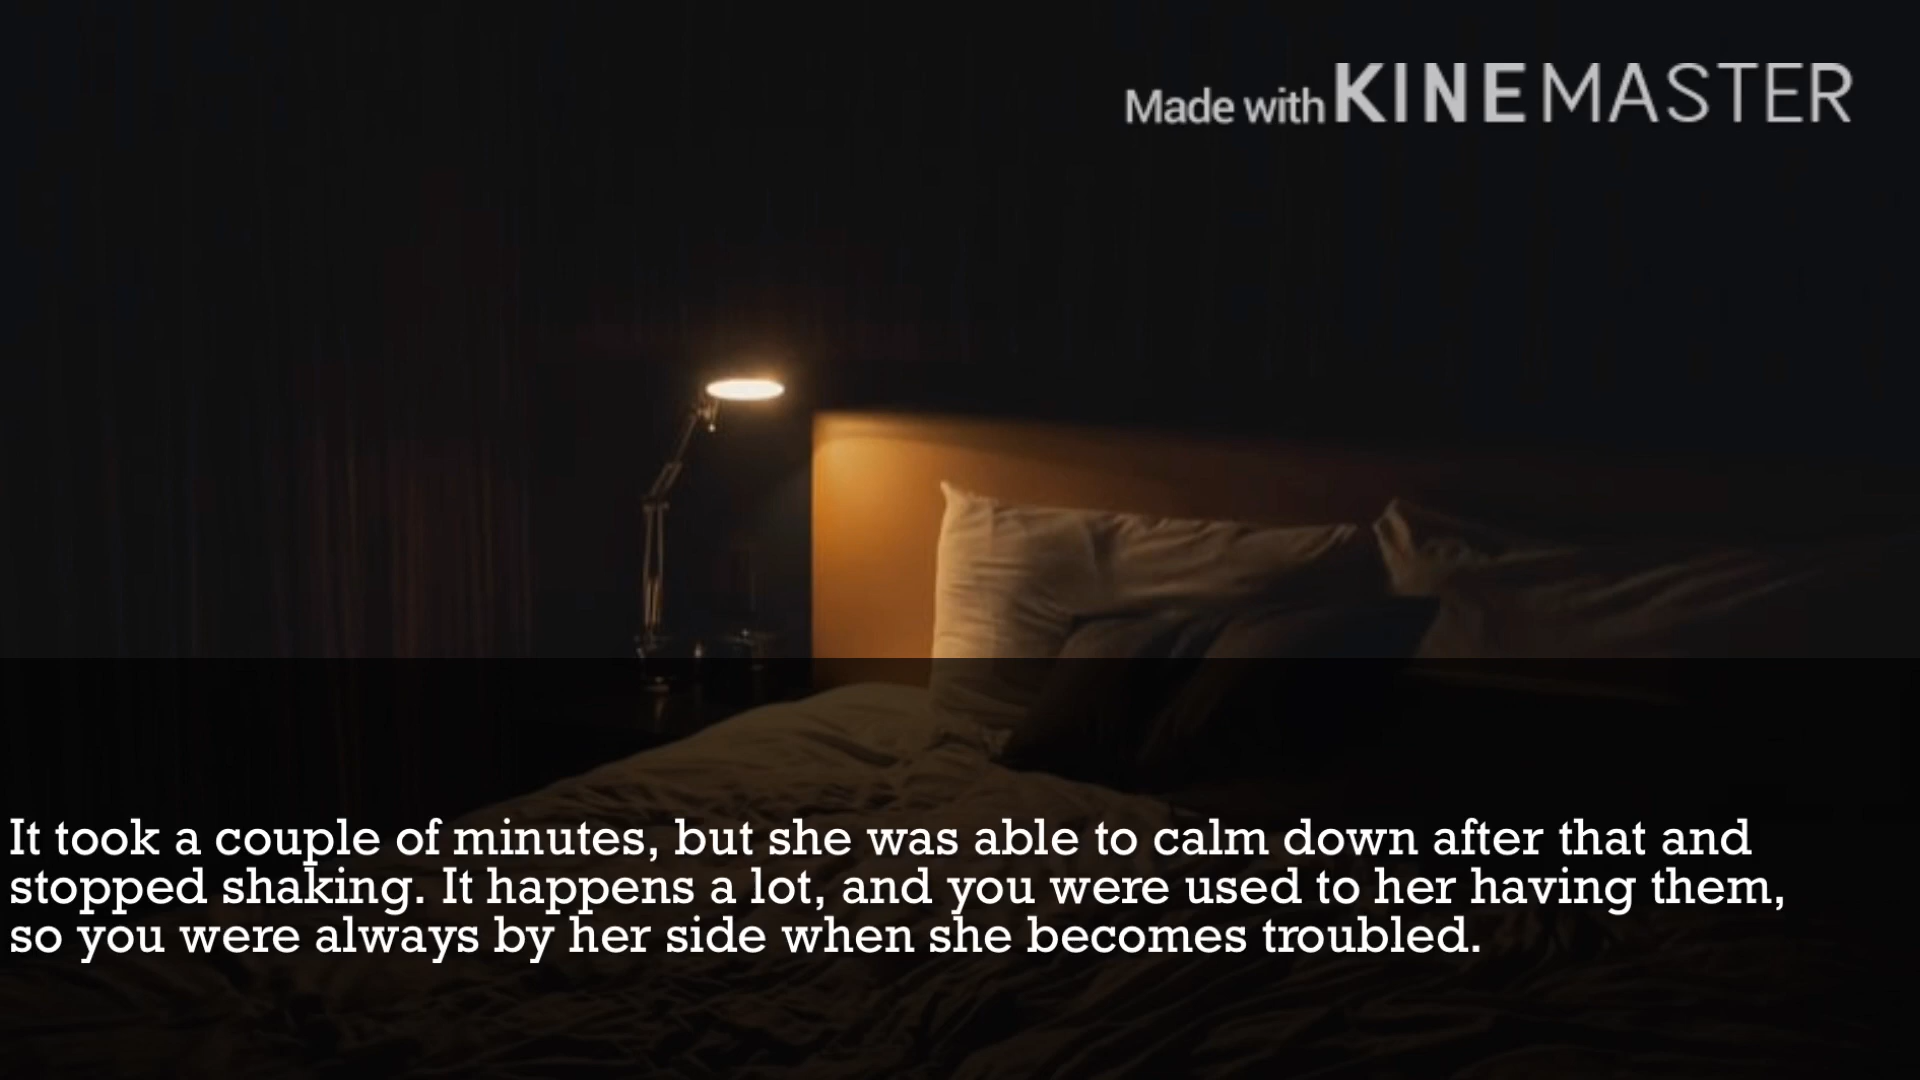 Made with KINEMASTER
It took a couple of minutes, but she was able to calm down after that and
stopped shaking. It happens a lot, and you were used to her having them,
so you were always by her side when she becomes troubled.